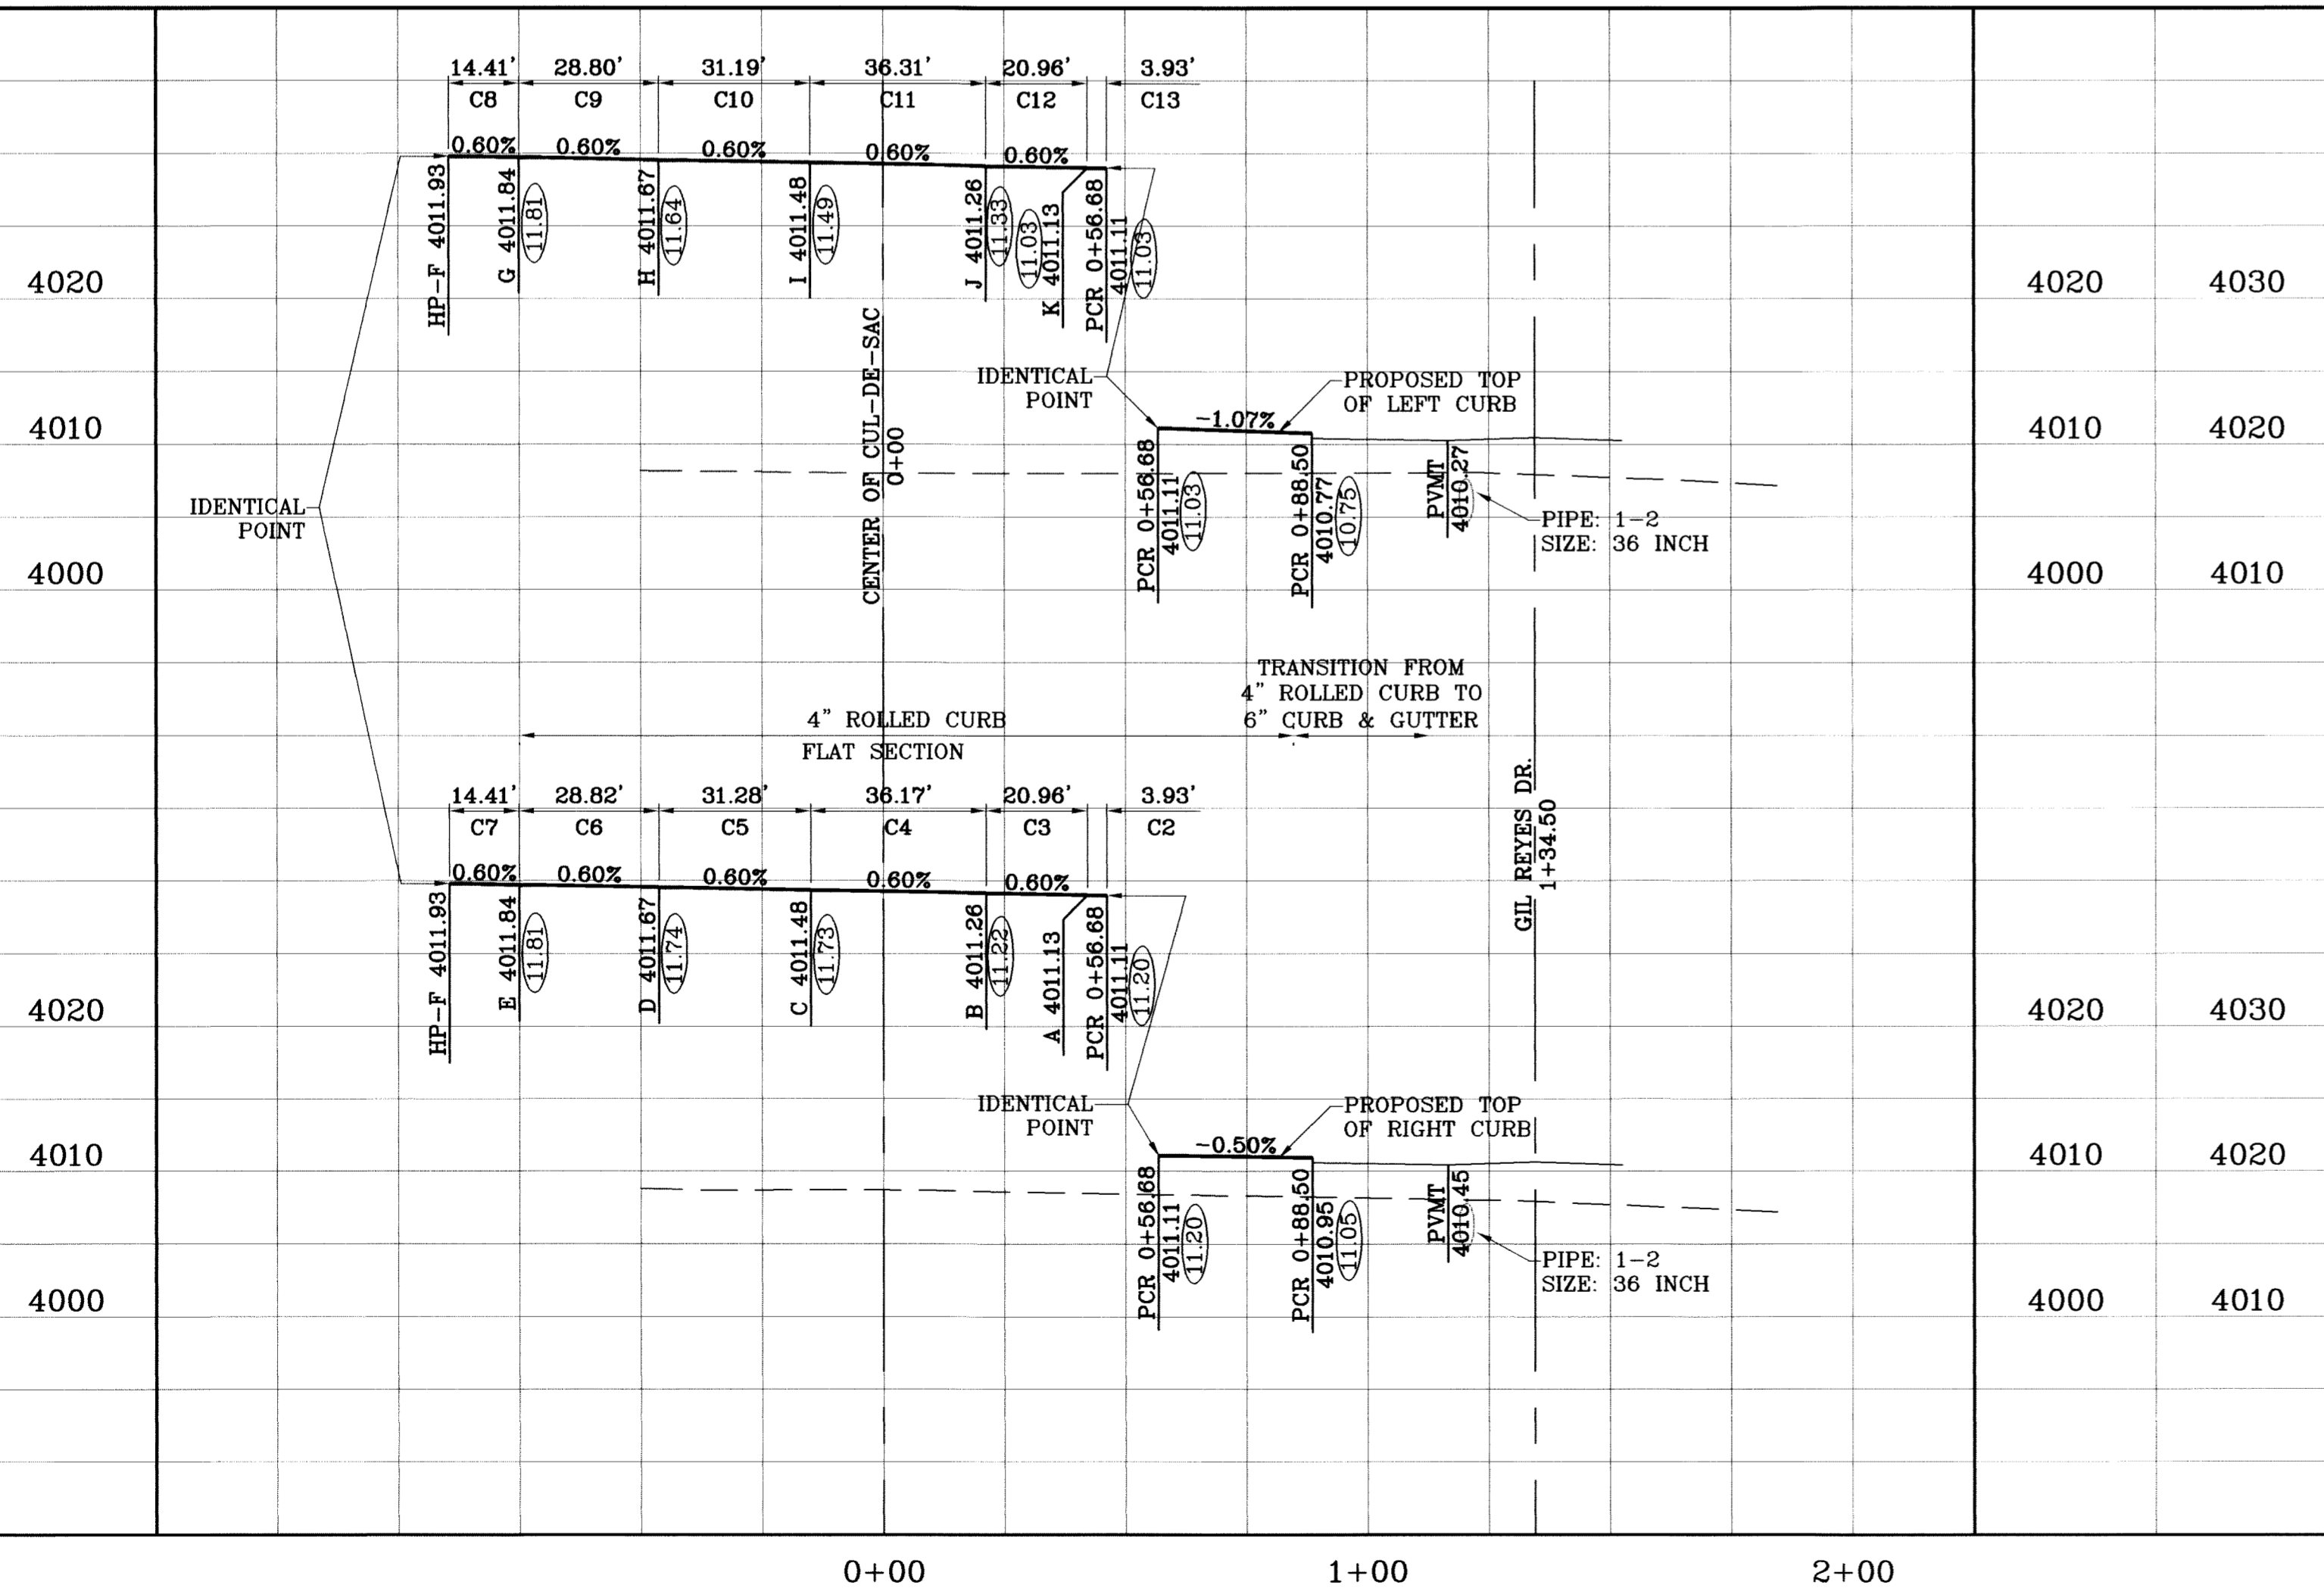 14.41' 28.80' 31.19' 36.31' 20.96' 3.93'
C8 C9 C10 C11 C12 C13
0.60% 0.60% 0.60% 0.60% 0.60%
HP-F 4011.93
G 4011.84
11.81
H 4011.67
11.64
I 4011.48
11.49
J 4011.26
11.33
11.03
K 4011.13
PCR 0+56.68
4011.11
11.03
4020 4020 4030
CENTER OF CUL-DE-SAC
0+00
IDENTICAL
POINT
PROPOSED TOP
OF LEFT CURB
-1.07%
4010 4010 4020
PCR 0+56.68
4011.11
11.03
PCR 0+88.50
4010.77
10.75
PVMT
4010.27
IDENTICAL
POINT
PIPE: 1-2
SIZE: 36 INCH
4000 4000 4010
TRANSITION FROM
4" ROLLED CURB TO
6" CURB & GUTTER
4" ROLLED CURB
FLAT SECTION
GIL REYES DR.
1+34.50
14.41' 28.82' 31.28' 36.17' 20.96' 3.93'
C7 C6 C5 C4 C3 C2
0.60% 0.60% 0.60% 0.60% 0.60%
HP-F 4011.93
E 4011.84
11.81
D 4011.67
11.74
C 4011.48
11.73
B 4011.26
11.22
A 4011.13
PCR 0+56.68
4011.11
11.20
4020 4020 4030
IDENTICAL
POINT
PROPOSED TOP
OF RIGHT CURB
-0.50%
4010 4010 4020
PCR 0+56.68
4011.11
11.20
PCR 0+88.50
4010.95
11.05
PVMT
4010.45
PIPE: 1-2
SIZE: 36 INCH
4000 4000 4010
0+00 1+00 2+00